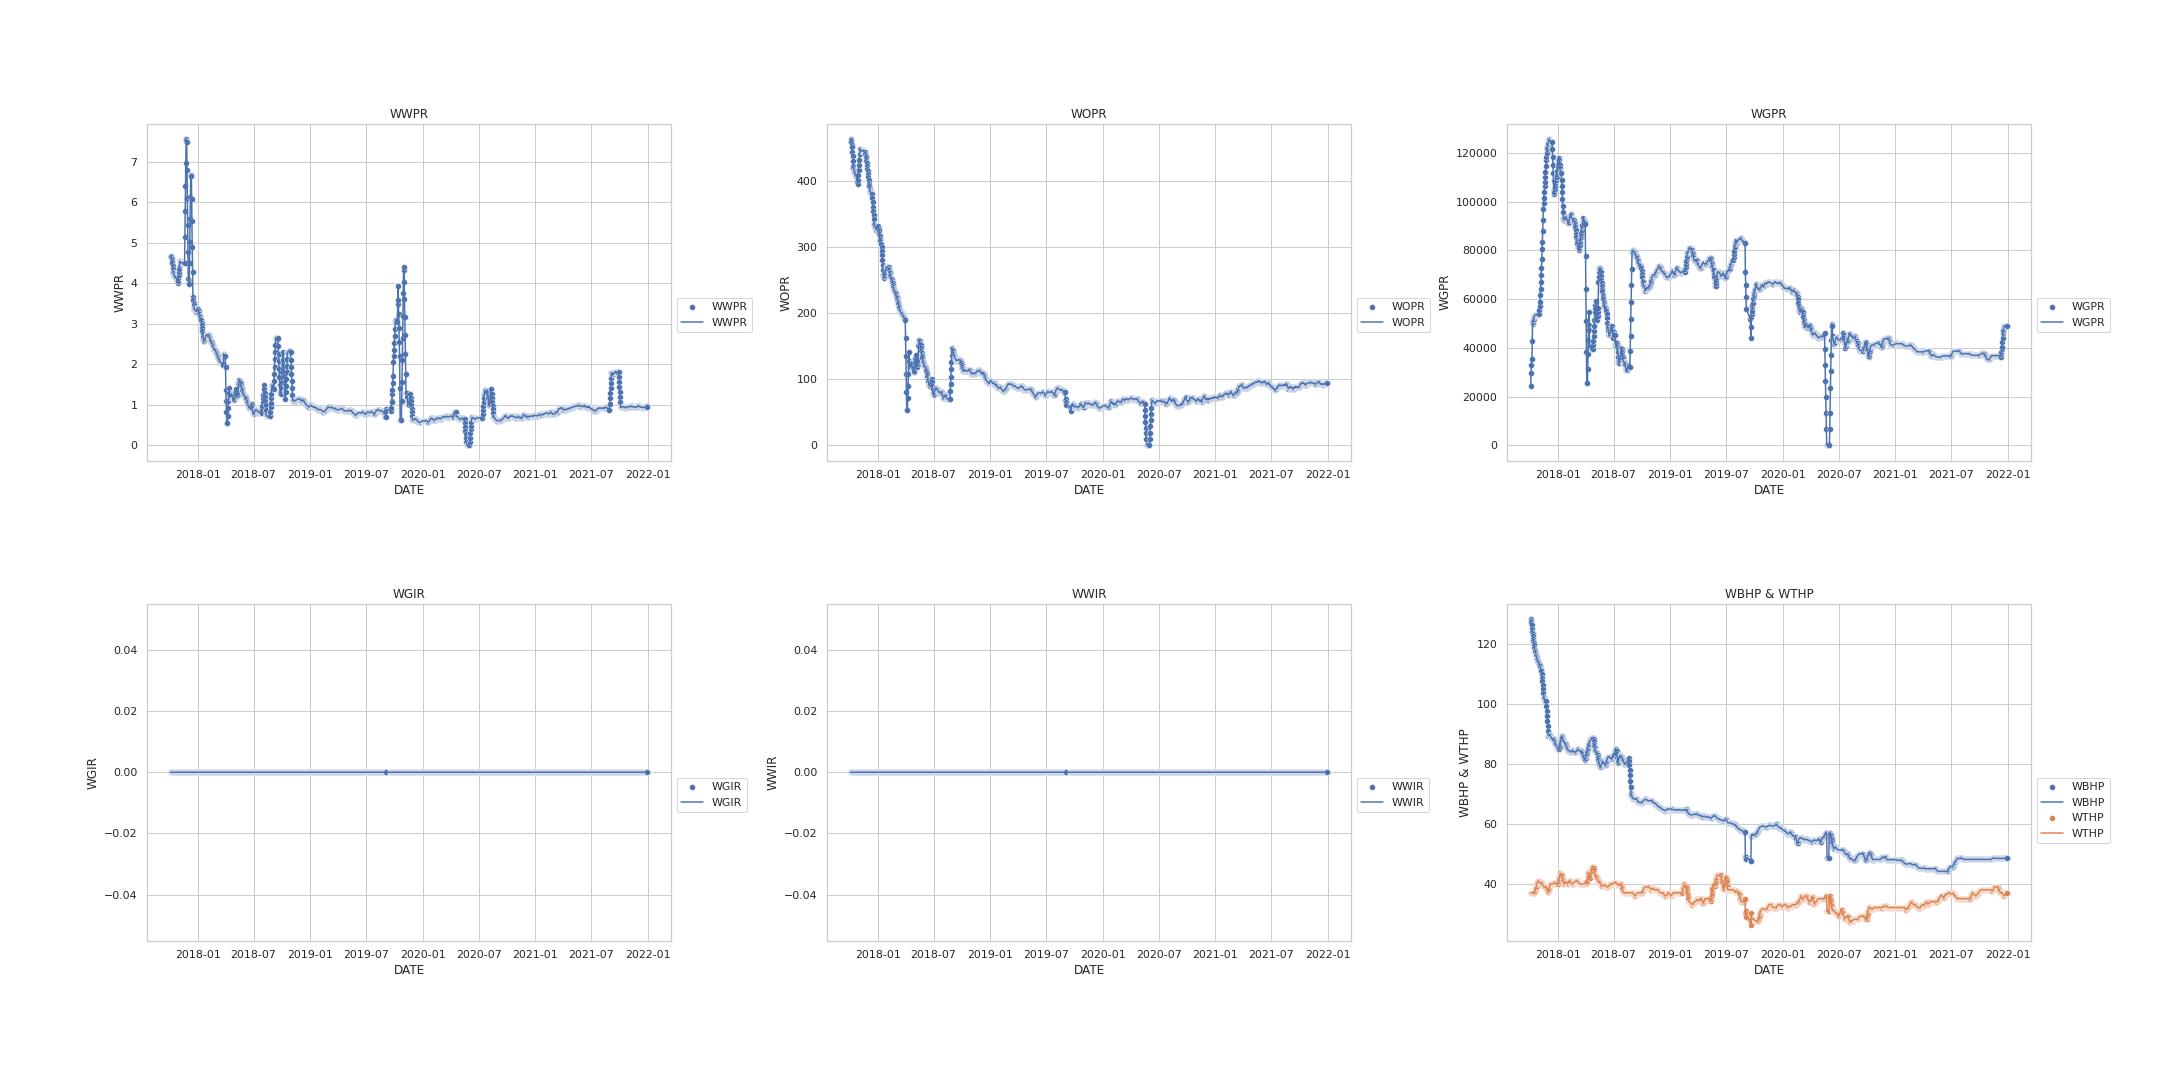 WWPR
WWPR
7
6
5
4
3
2
1
0
2018-01 2018-07 2019-01 2019-07 2020-01 2020-07 2021-01 2021-07 2022-01
DATE
WWPR
WWPR
WOPR
WOPR
400
300
200
100
0
2018-01 2018-07 2019-01 2019-07 2020-01 2020-07 2021-01 2021-07 2022-01
DATE
WOPR
WOPR
WGPR
WGPR
120000
100000
80000
60000
40000
20000
0
2018-01 2018-07 2019-01 2019-07 2020-01 2020-07 2021-01 2021-07 2022-01
DATE
WGPR
WGPR
WGIR
WGIR
0.04
0.02
0.00
−0.02
−0.04
2018-01 2018-07 2019-01 2019-07 2020-01 2020-07 2021-01 2021-07 2022-01
DATE
WGIR
WGIR
WWIR
WWIR
0.04
0.02
0.00
−0.02
−0.04
2018-01 2018-07 2019-01 2019-07 2020-01 2020-07 2021-01 2021-07 2022-01
DATE
WWIR
WWIR
WBHP & WTHP
WBHP & WTHP
120
100
80
60
40
2018-01 2018-07 2019-01 2019-07 2020-01 2020-07 2021-01 2021-07 2022-01
DATE
WBHP
WBHP
WTHP
WTHP